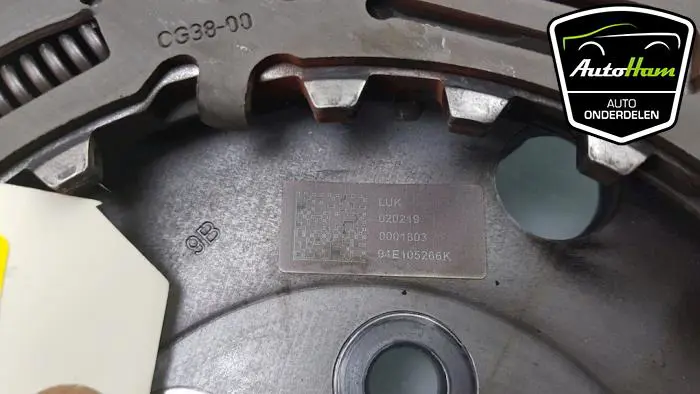 CG38-00
AutoHam
AUTO
ONDERDELEN
LUK
020219
0001803
04E105266K
9B